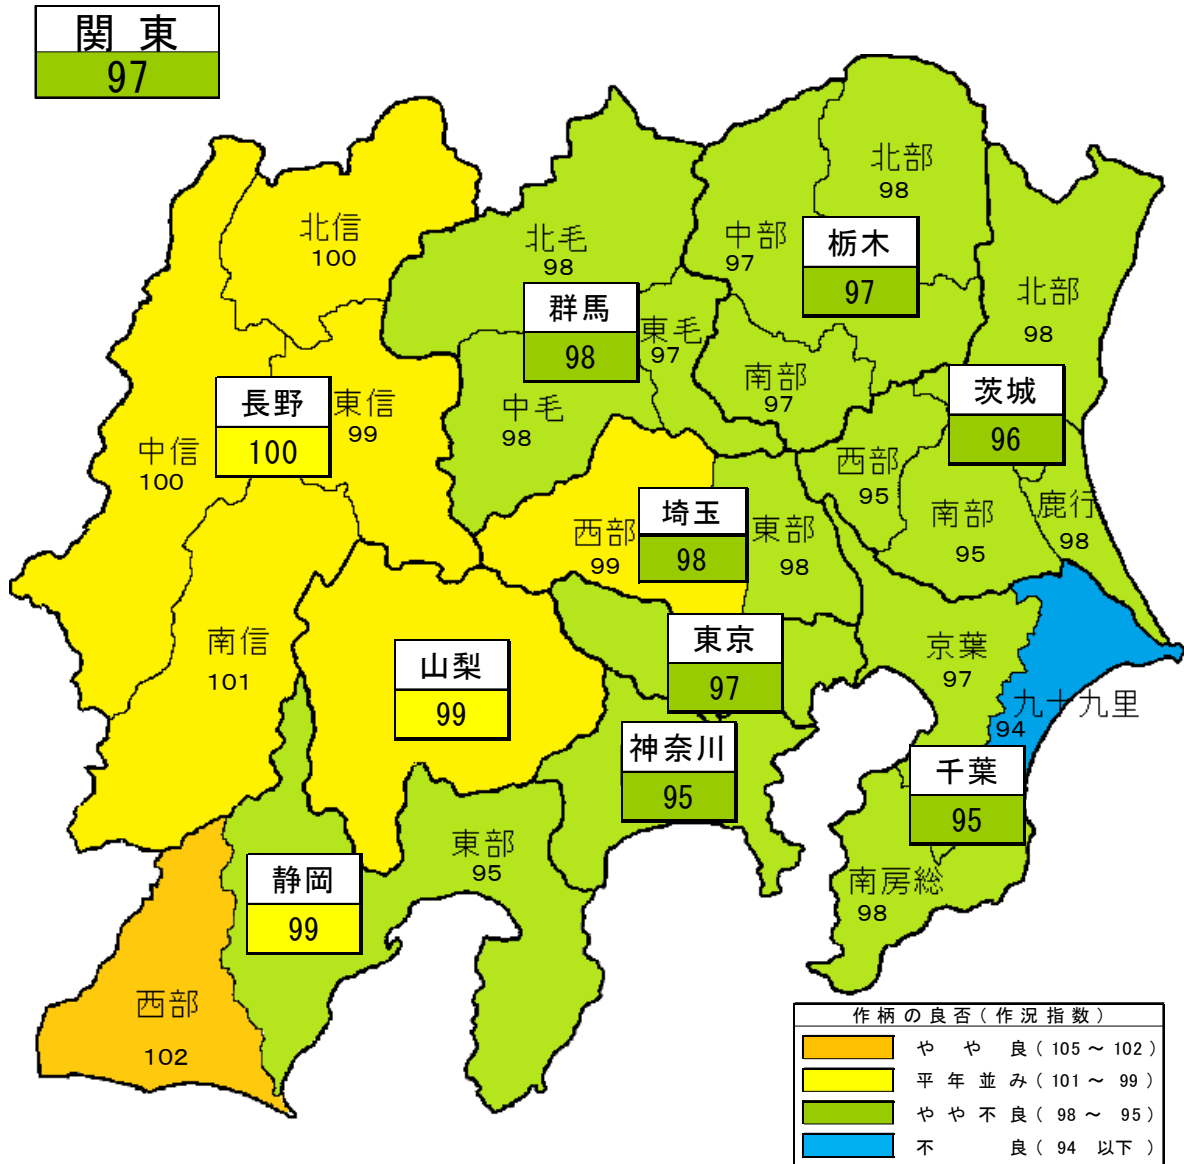 関東
97
北部
98
北信
100
北毛
98
中部
97
栃木
97
北部
98
群馬
98
東毛
97
長野
100
東信
99
南部
97
茨城
96
中毛
98
中信
100
西部
95
南部
95
鹿行
98
西部
99
埼玉
98
東部
98
南信
101
山梨
99
東京
97
京葉
97
九十九里
94
神奈川
95
千葉
95
東部
95
静岡
99
南房総
98
西部
102
作柄の良否(作況指数)
やや良(105~102)
平年並み(101~99)
やや不良(98~95)
不良(94以下)